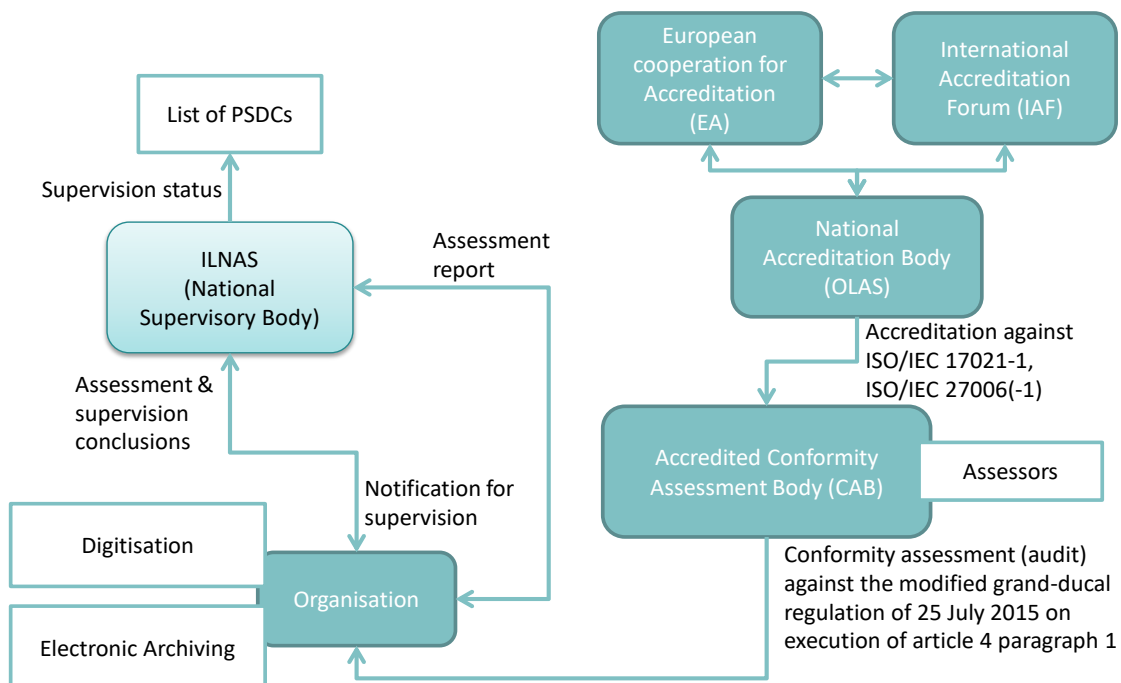 European
cooperation for
Accreditation
(EA)
International
Accreditation
Forum (IAF)
List of PSDCs
Supervision status
ILNAS
(National
Supervisory Body)
Assessment
report
National
Accreditation Body
(OLAS)
Accreditation against
ISO/IEC 17021-1,
ISO/IEC 27006(-1)
Assessment &
supervision
conclusions
Accredited Conformity
Assessment Body (CAB)
Assessors
Notification for
supervision
Digitisation
Organisation
Electronic Archiving
Conformity assessment (audit)
against the modified grand-ducal
regulation of 25 July 2015 on
execution of article 4 paragraph 1